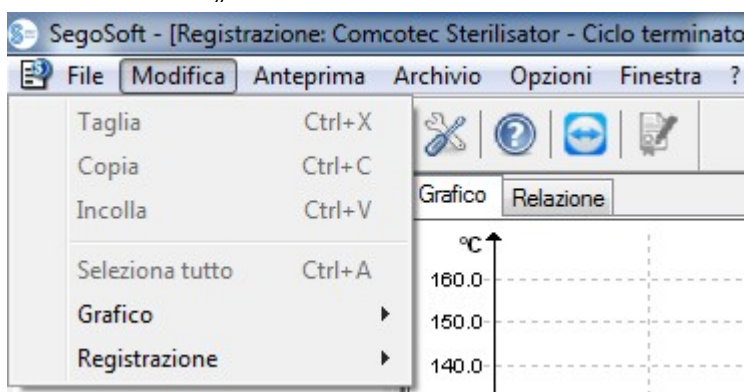 SegoSoft - [Registrazione: Comcotec Sterilisator - Ciclo terminato
File Modifica Anteprima Archivio Opzioni Finestra ?
Taglia Ctrl+X
Copia Ctrl+C
Incolla Ctrl+V
Seleziona tutto Ctrl+A
Grafico
Registrazione
Grafico Relazione
°C
160.0
150.0
140.0